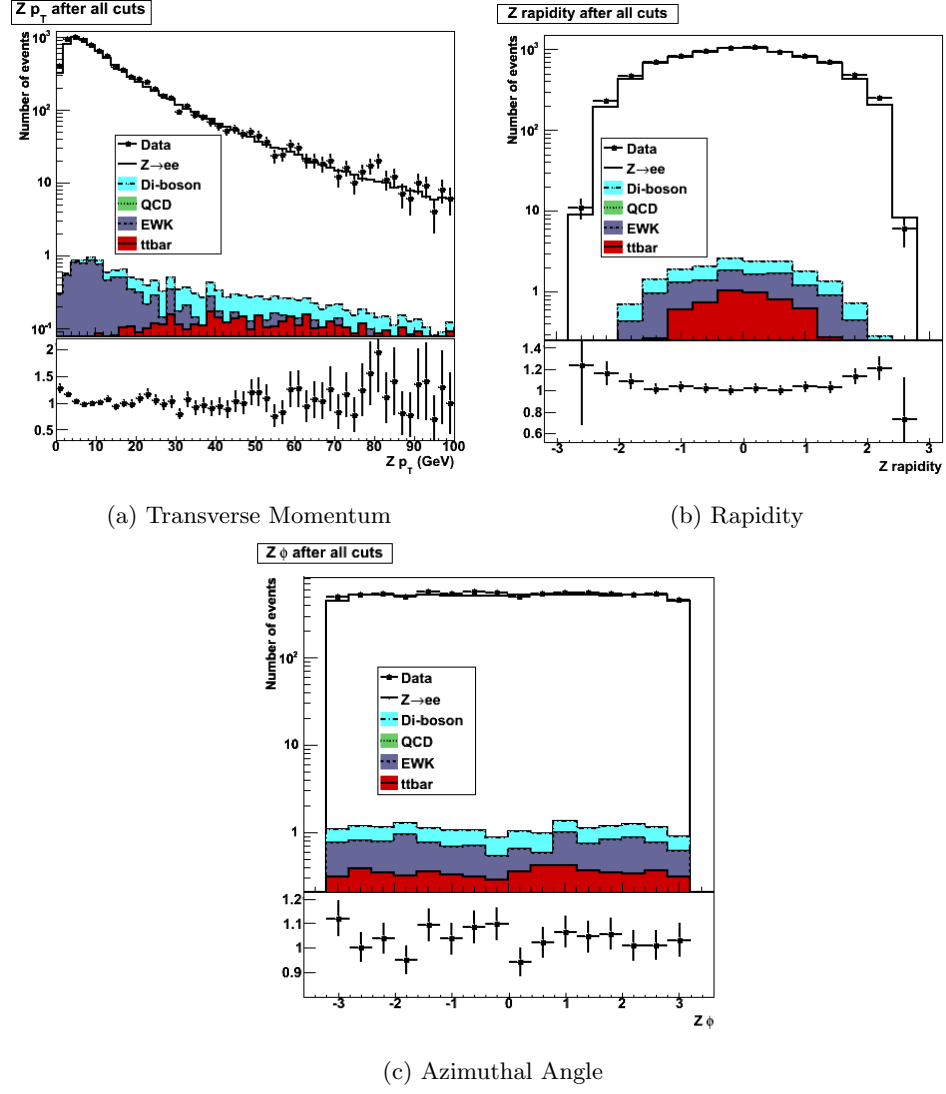 Z p_T after all cuts
Number of events
10^3
10^2
10
1
10^-1
Data
Z→ee
Di-boson
QCD
EWK
ttbar
2
1.5
1
0.5
0 10 20 30 40 50 60 70 80 90 100
Z p_T (GeV)
(a) Transverse Momentum
Z rapidity after all cuts
Number of events
10^3
10^2
10
1
Data
Z→ee
Di-boson
QCD
EWK
ttbar
1.4
1.2
1
0.8
0.6
-3 -2 -1 0 1 2 3
Z rapidity
(b) Rapidity
Z ϕ after all cuts
Number of events
10^2
10
1
Data
Z→ee
Di-boson
QCD
EWK
ttbar
1.2
1.1
1
0.9
-3 -2 -1 0 1 2 3
Z ϕ
(c) Azimuthal Angle